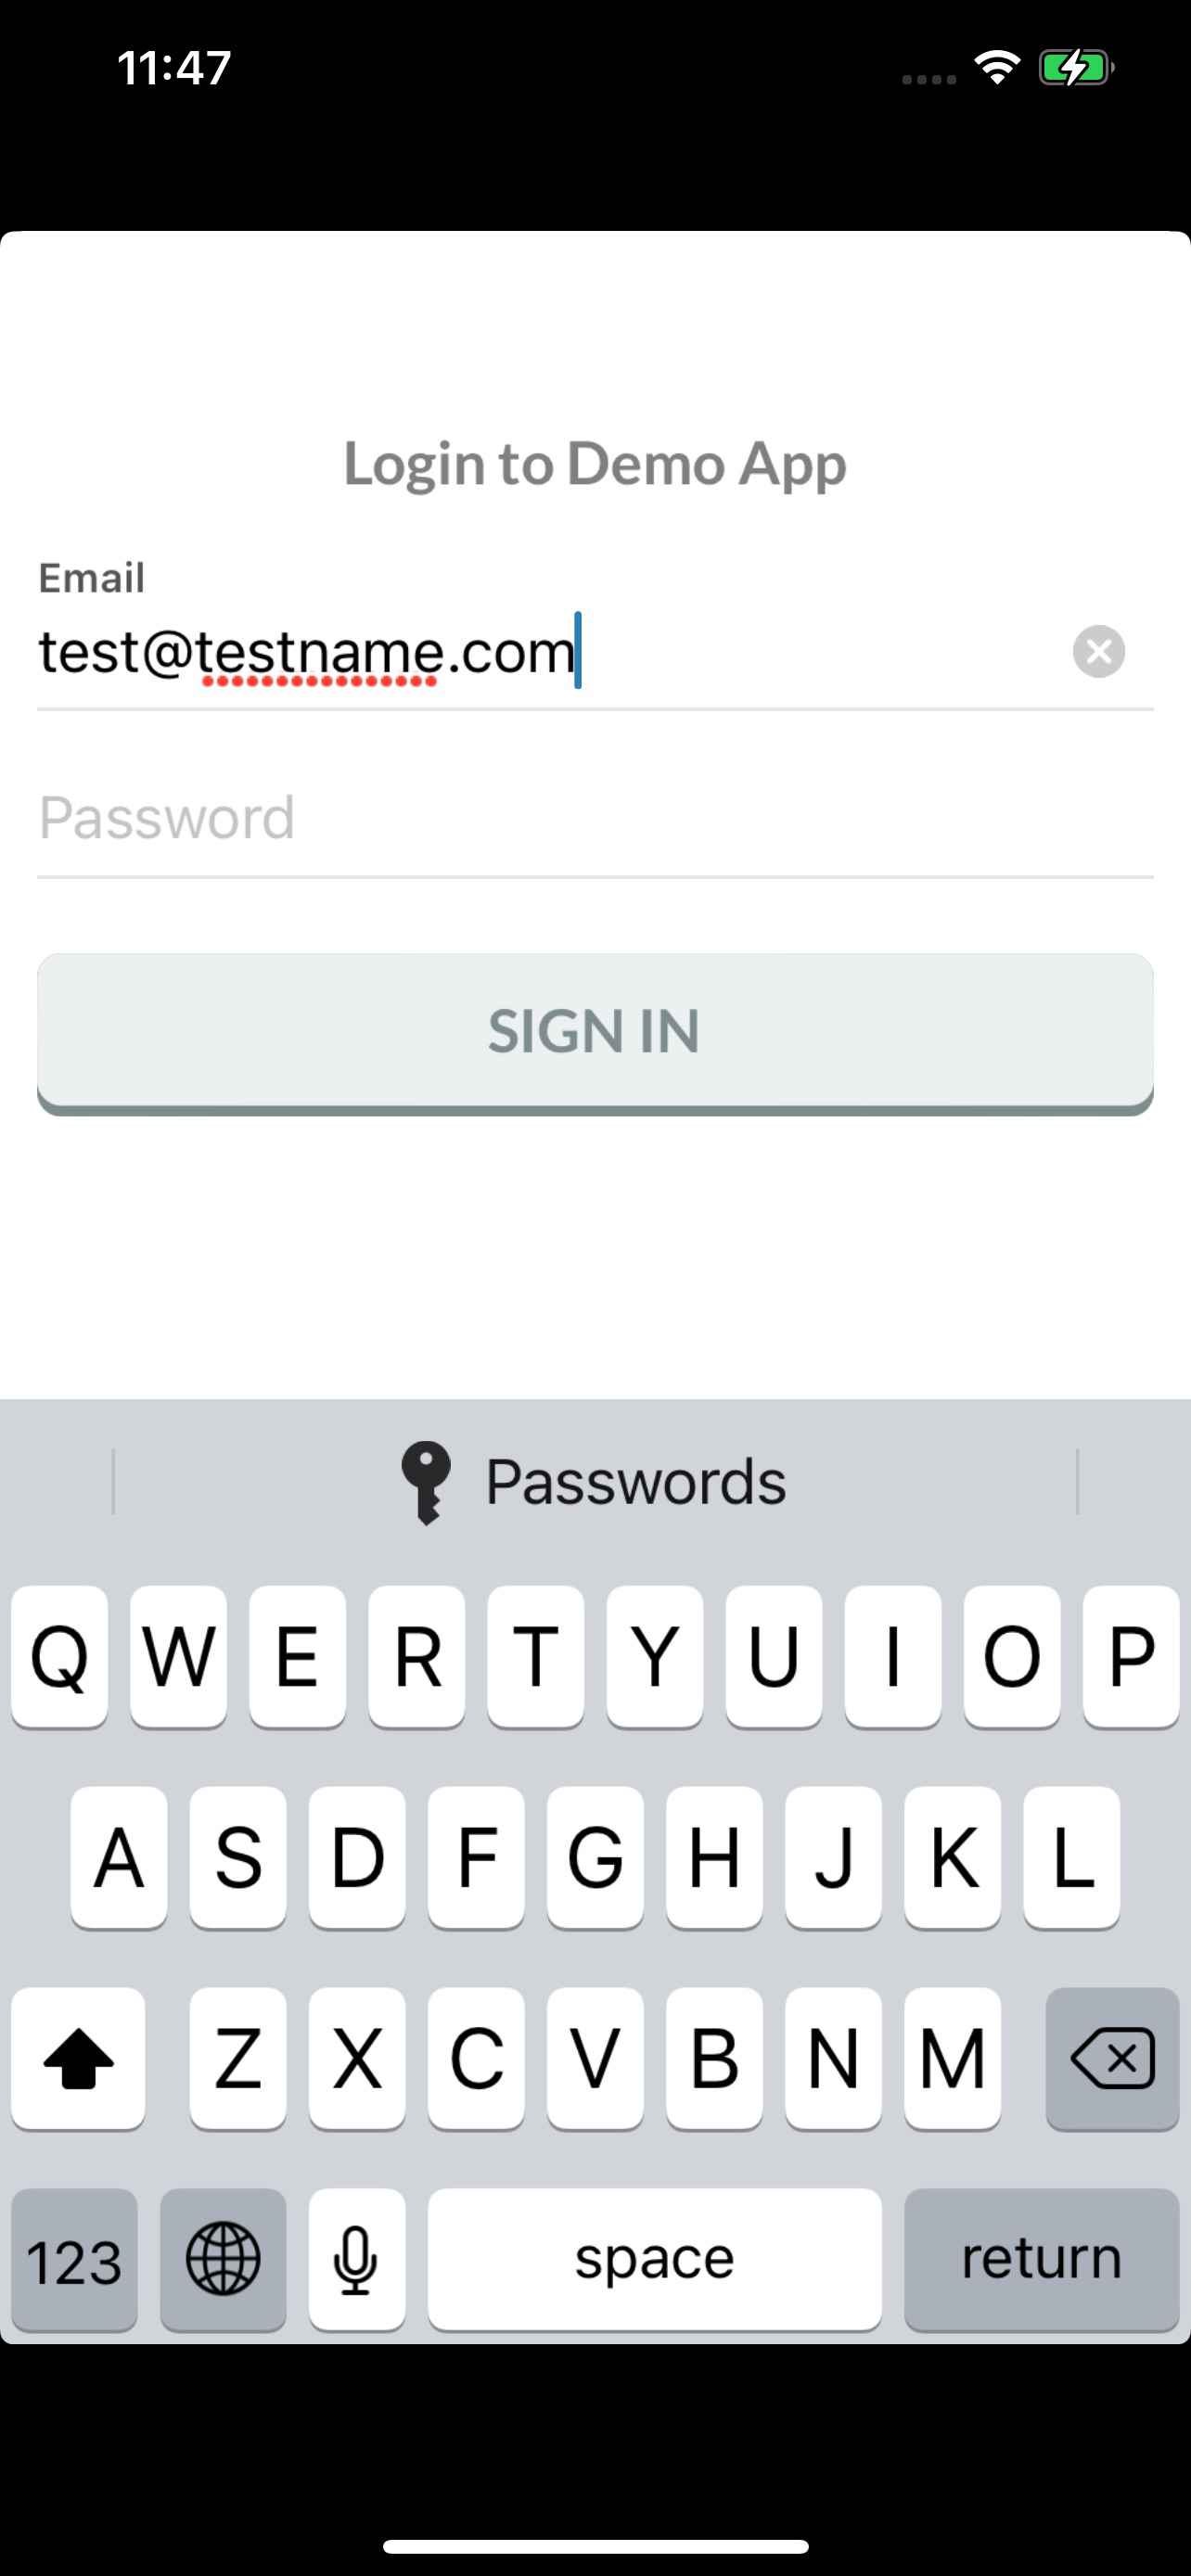 11:47
Login to Demo App
Email
test@testname.com
Password
SIGN IN
Passwords
Q W E R T Y U I O P
A S D F G H J K L
Z X C V B N M
123 space return